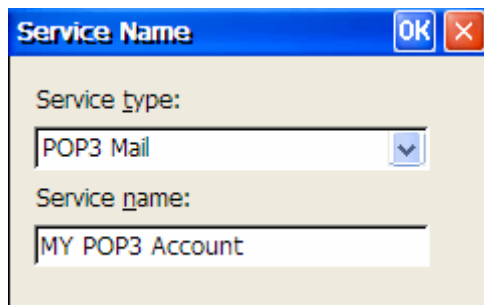 Service Name OK
Service type:
POP3 Mail
Service name:
MY POP3 Account